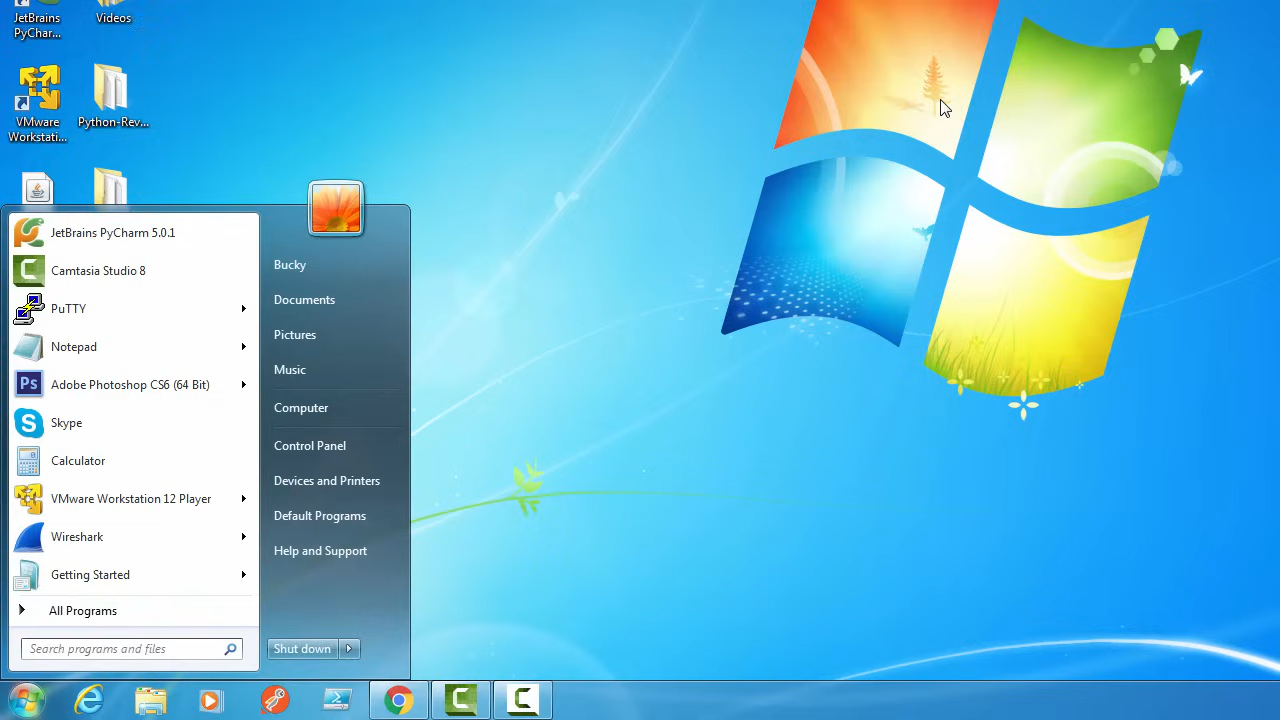 JetBrains
PyChar...
Videos
VMware
Workstati...
Python-Rev...
JetBrains PyCharm 5.0.1
Camtasia Studio 8
PuTTY
Notepad
Ps
Adobe Photoshop CS6 (64 Bit)
Skype
Calculator
VMware Workstation 12 Player
Wireshark
Getting Started
All Programs
Search programs and files
Bucky
Documents
Pictures
Music
Computer
Control Panel
Devices and Printers
Default Programs
Help and Support
Shut down